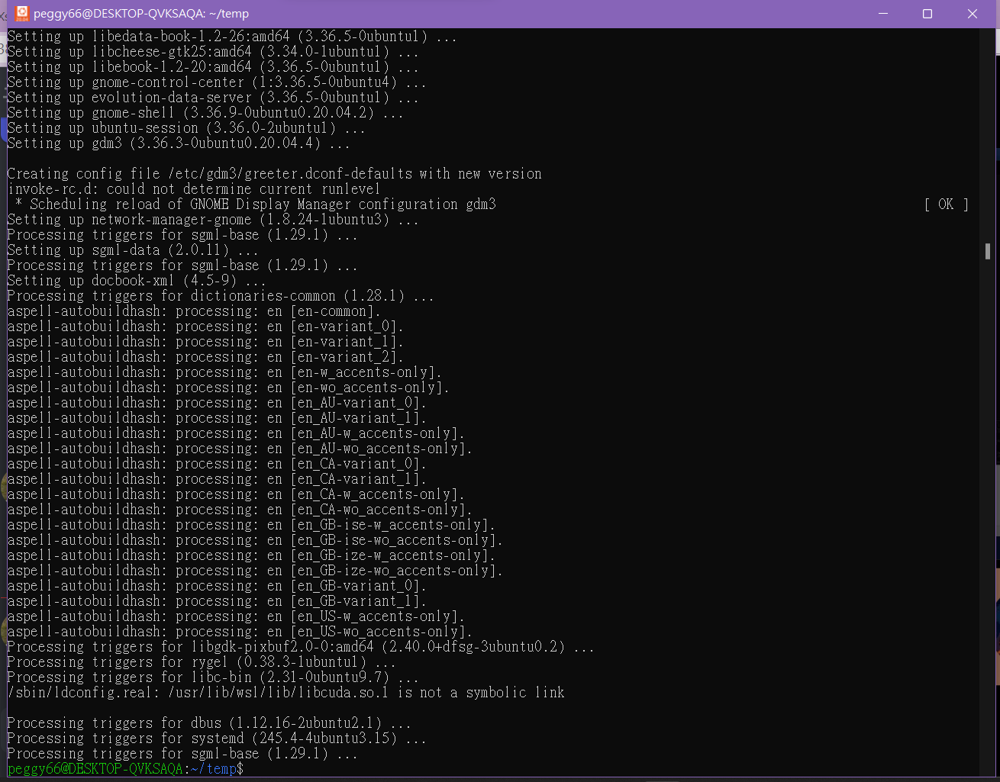 peggy66@DESKTOP-QVKSAQA: ~/temp
Setting up libedata-book-1.2-26:amd64 (3.36.5-0ubuntu1) ...
Setting up libcheese-gtk25:amd64 (3.34.0-1ubuntu1) ...
Setting up libebook-1.2-20:amd64 (3.36.5-0ubuntu1) ...
Setting up gnome-control-center (1:3.36.5-0ubuntu4) ...
Setting up evolution-data-server (3.36.5-0ubuntu1) ...
Setting up gnome-shell (3.36.9-0ubuntu0.20.04.2) ...
Setting up ubuntu-session (3.36.0-2ubuntu1) ...
Setting up gdm3 (3.36.3-0ubuntu0.20.04.4) ...
Creating config file /etc/gdm3/greeter.dconf-defaults with new version
invoke-rc.d: could not determine current runlevel
* Scheduling reload of GNOME Display Manager configuration gdm3 [ OK ]
Setting up network-manager-gnome (1.8.24-1ubuntu3) ...
Processing triggers for sgml-base (1.29.1) ...
Setting up sgml-data (2.0.11) ...
Processing triggers for sgml-base (1.29.1) ...
Setting up docbook-xml (4.5-9) ...
Processing triggers for dictionaries-common (1.28.1) ...
aspell-autobuildhash: processing: en [en-common].
aspell-autobuildhash: processing: en [en-variant_0].
aspell-autobuildhash: processing: en [en-variant_1].
aspell-autobuildhash: processing: en [en-variant_2].
aspell-autobuildhash: processing: en [en-w_accents-only].
aspell-autobuildhash: processing: en [en-wo_accents-only].
aspell-autobuildhash: processing: en [en_AU-variant_0].
aspell-autobuildhash: processing: en [en_AU-variant_1].
aspell-autobuildhash: processing: en [en_AU-w_accents-only].
aspell-autobuildhash: processing: en [en_AU-wo_accents-only].
aspell-autobuildhash: processing: en [en_CA-variant_0].
aspell-autobuildhash: processing: en [en_CA-variant_1].
aspell-autobuildhash: processing: en [en_CA-w_accents-only].
aspell-autobuildhash: processing: en [en_CA-wo_accents-only].
aspell-autobuildhash: processing: en [en_GB-ise-w_accents-only].
aspell-autobuildhash: processing: en [en_GB-ise-wo_accents-only].
aspell-autobuildhash: processing: en [en_GB-ize-w_accents-only].
aspell-autobuildhash: processing: en [en_GB-ize-wo_accents-only].
aspell-autobuildhash: processing: en [en_GB-variant_0].
aspell-autobuildhash: processing: en [en_GB-variant_1].
aspell-autobuildhash: processing: en [en_US-w_accents-only].
aspell-autobuildhash: processing: en [en_US-wo_accents-only].
Processing triggers for libgdk-pixbuf2.0-0:amd64 (2.40.0+dfsg-3ubuntu0.2) ...
Processing triggers for rygel (0.38.3-1ubuntu1) ...
Processing triggers for libc-bin (2.31-0ubuntu9.7) ...
/sbin/ldconfig.real: /usr/lib/wsl/lib/libcuda.so.1 is not a symbolic link
Processing triggers for dbus (1.12.16-2ubuntu2.1) ...
Processing triggers for systemd (245.4-4ubuntu3.15) ...
Processing triggers for sgml-base (1.29.1) ...
peggy66@DESKTOP-QVKSAQA:~/temp$